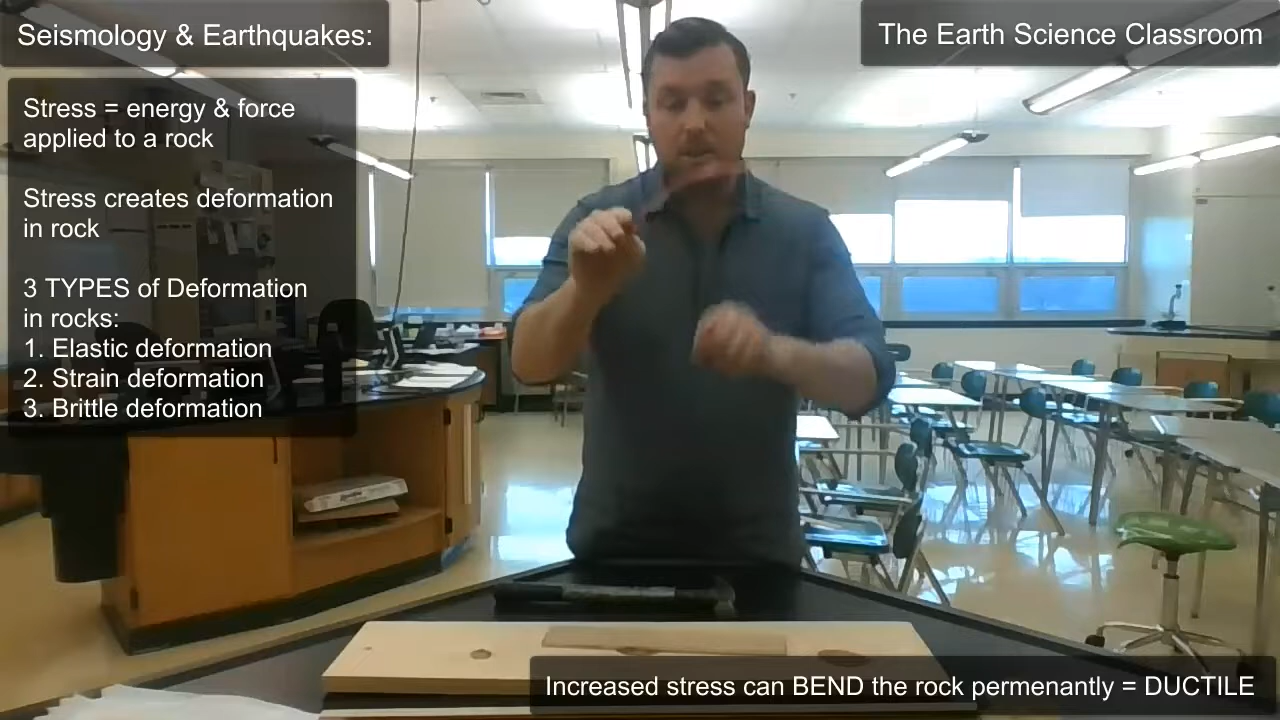 Seismology & Earthquakes:
The Earth Science Classroom
Stress = energy & force
applied to a rock
Stress creates deformation
in rock
3 TYPES of Deformation
in rocks:
1. Elastic deformation
2. Strain deformation
3. Brittle deformation
Increased stress can BEND the rock permenantly = DUCTILE